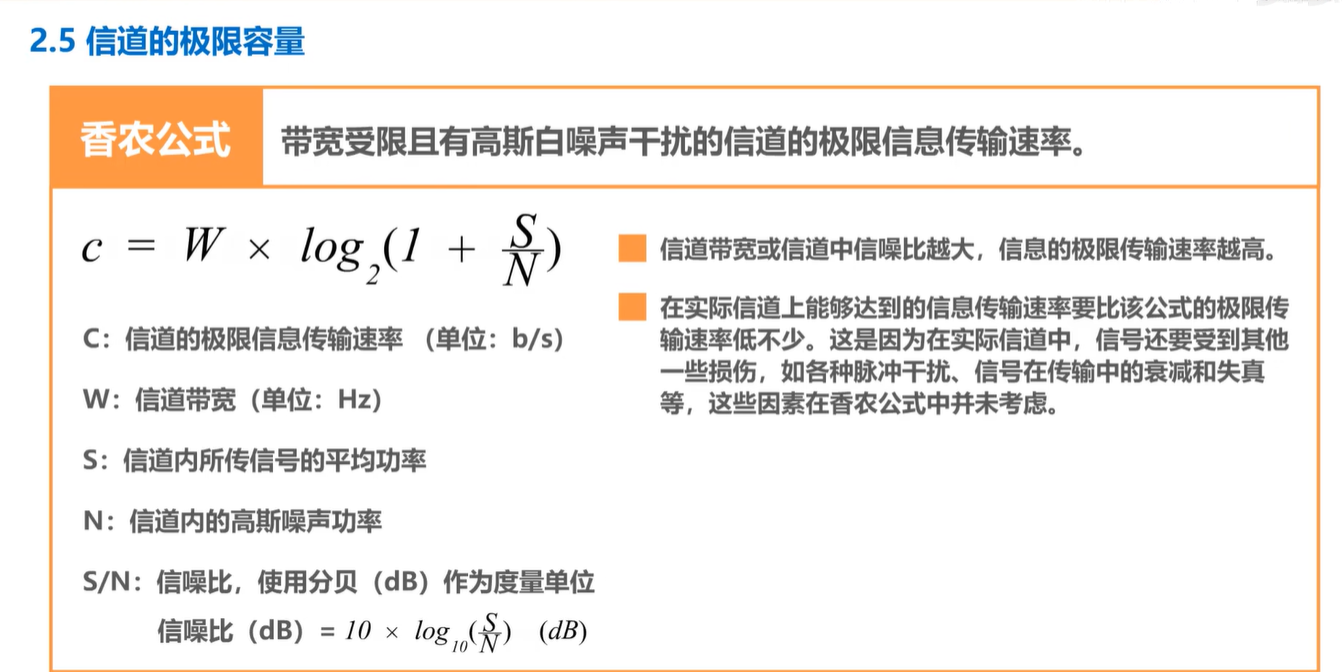 2.5 信道的极限容量
香农公式
带宽受限且有高斯白噪声干扰的信道的极限信息传输速率。
c = W × log₂(1 + S/N)
C：信道的极限信息传输速率 （单位：b/s）
W：信道带宽（单位：Hz）
S：信道内所传信号的平均功率
N：信道内的高斯噪声功率
S/N：信噪比，使用分贝（dB）作为度量单位
信噪比（dB）= 10 × log₁₀(S/N) (dB)
信道带宽或信道中信噪比越大，信息的极限传输速率越高。
在实际信道上能够达到的信息传输速率要比该公式的极限传
输速率低不少。这是因为在实际信道中，信号还要受到其他
一些损伤，如各种脉冲干扰、信号在传输中的衰减和失真
等，这些因素在香农公式中并未考虑。